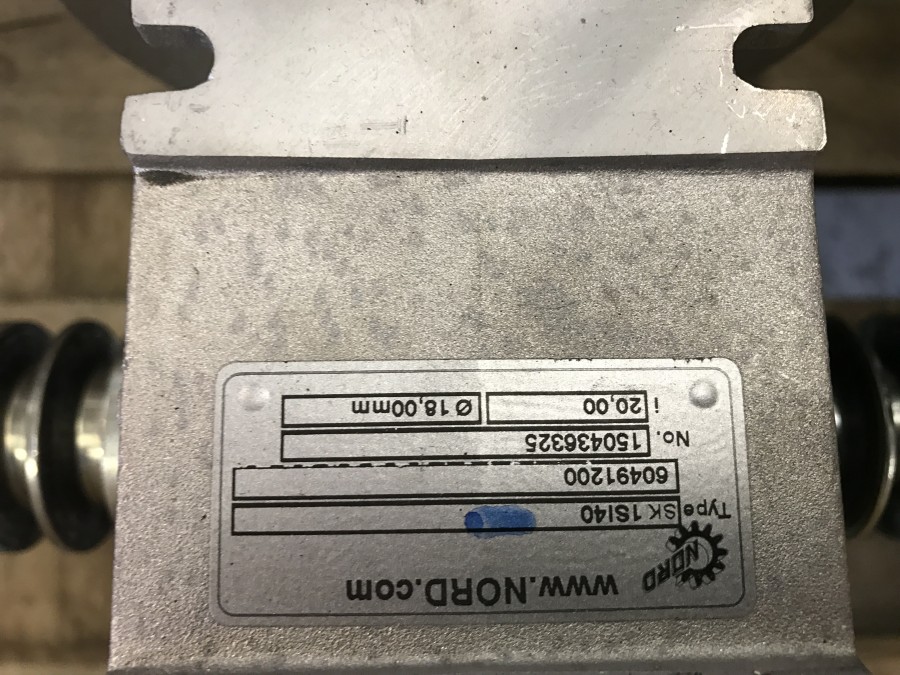 NORD
www.NORD.com
Type SK 1SI40
60491200
No. 150436325
i 20,00 Ø 18,00mm